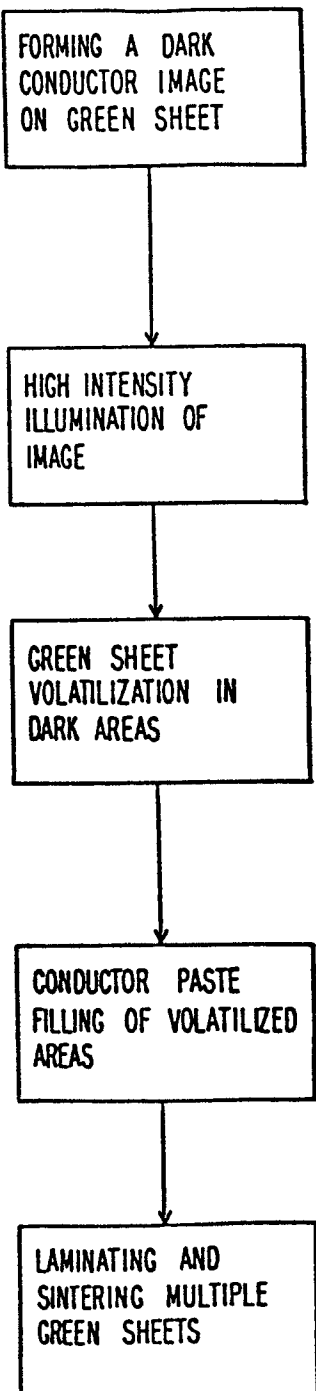 FORMING A DARK
CONDUCTOR IMAGE
ON GREEN SHEET
HIGH INTENSITY
ILLUMINATION OF
IMAGE
GREEN SHEET
VOLATILIZATION IN
DARK AREAS
CONDUCTOR PASTE
FILLING OF VOLATILIZED
AREAS
LAMINATING AND
SINTERING MULTIPLE
GREEN SHEETS